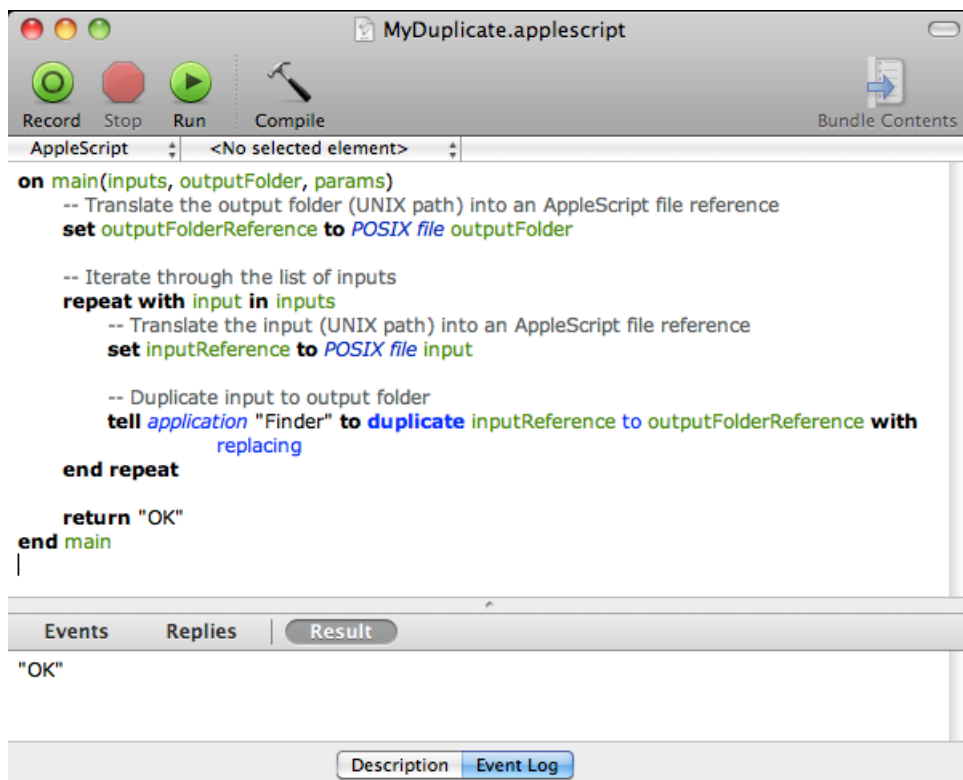 MyDuplicate.applescript
Record Stop Run Compile Bundle Contents
AppleScript <No selected element>
on main(inputs, outputFolder, params)
-- Translate the output folder (UNIX path) into an AppleScript file reference
set outputFolderReference to POSIX file outputFolder
-- Iterate through the list of inputs
repeat with input in inputs
-- Translate the input (UNIX path) into an AppleScript file reference
set inputReference to POSIX file input
-- Duplicate input to output folder
tell application "Finder" to duplicate inputReference to outputFolderReference with
replacing
end repeat
return "OK"
end main
Events Replies Result
"OK"
Description Event Log